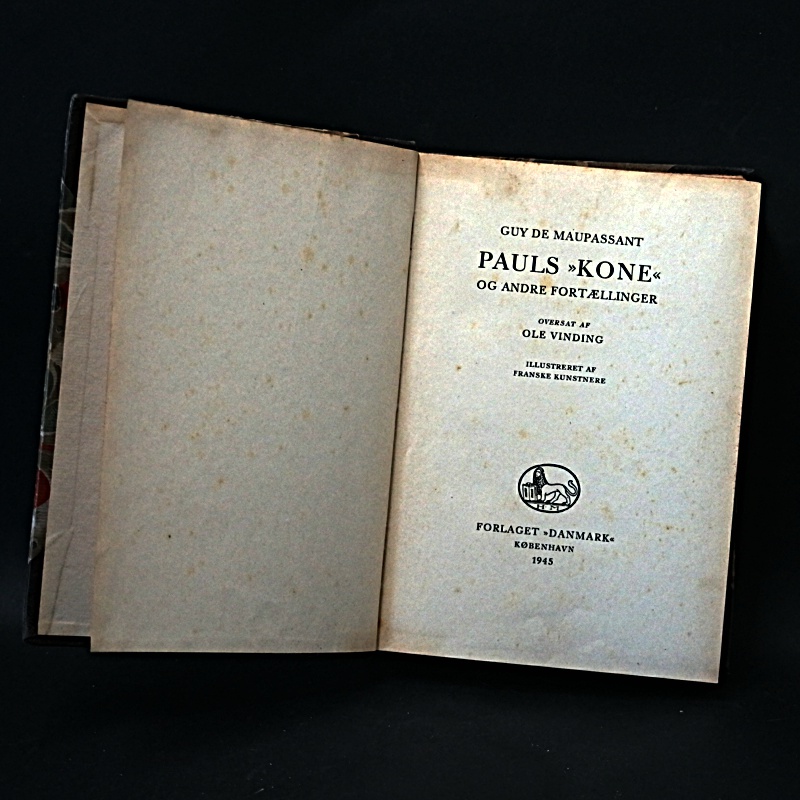 GUY DE MAUPASSANT
PAULS »KONE«
OG ANDRE FORTÆLLINGER
OVERSAT AF
OLE VINDING
ILLUSTRERET AF
FRANSKE KUNSTNERE
FORLAGET »DANMARK«
KØBENHAVN
1945